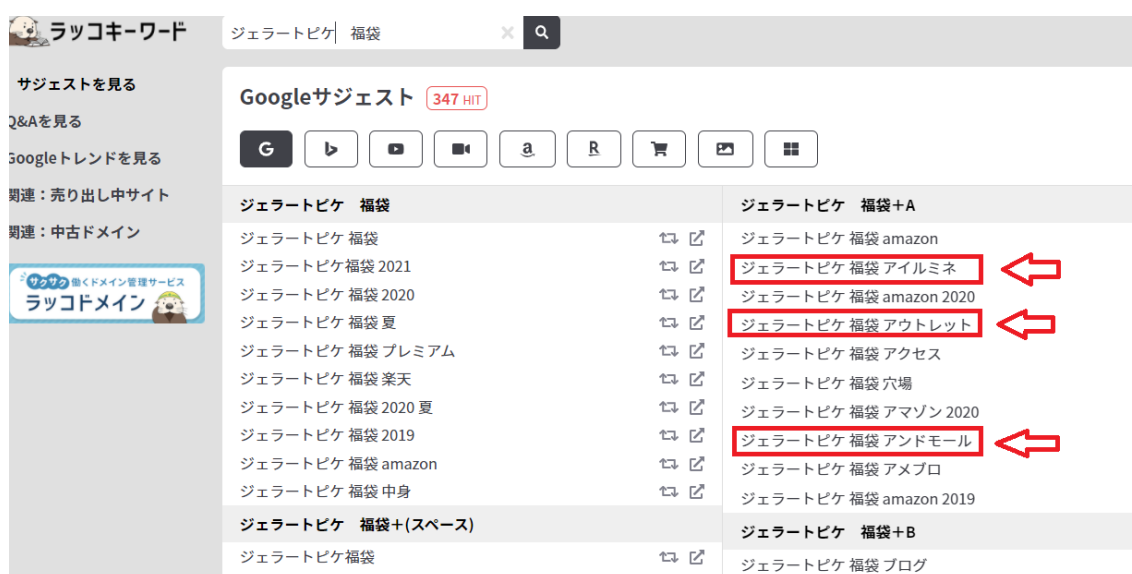 ラッコキーワード
ジェラートピケ　福袋
サジェストを見る
Q&Aを見る
Googleトレンドを見る
関連：売り出し中サイト
関連：中古ドメイン
サクサク働くドメイン管理サービス
ラッコドメイン
Googleサジェスト 347 HIT
ジェラートピケ　福袋
ジェラートピケ 福袋
ジェラートピケ福袋 2021
ジェラートピケ 福袋 2020
ジェラートピケ 福袋 夏
ジェラートピケ 福袋 プレミアム
ジェラートピケ 福袋 楽天
ジェラートピケ 福袋 2020 夏
ジェラートピケ 福袋 2019
ジェラートピケ 福袋 amazon
ジェラートピケ 福袋 中身
ジェラートピケ　福袋+(スペース)
ジェラートピケ福袋
ジェラートピケ　福袋+A
ジェラートピケ 福袋 amazon
ジェラートピケ 福袋 アイルミネ
ジェラートピケ 福袋 amazon 2020
ジェラートピケ 福袋 アウトレット
ジェラートピケ 福袋 アクセス
ジェラートピケ 福袋 穴場
ジェラートピケ 福袋 アマゾン 2020
ジェラートピケ 福袋 アンドモール
ジェラートピケ 福袋 アメブロ
ジェラートピケ 福袋 amazon 2019
ジェラートピケ　福袋+B
ジェラートピケ 福袋 ブログ